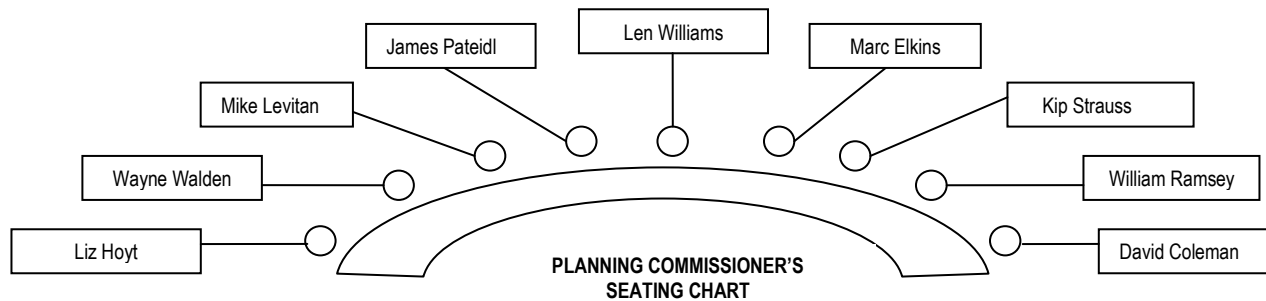 Len Williams
James Pateidl
Marc Elkins
Mike Levitan
Kip Strauss
Wayne Walden
William Ramsey
Liz Hoyt
David Coleman
PLANNING COMMISSIONER'S
SEATING CHART